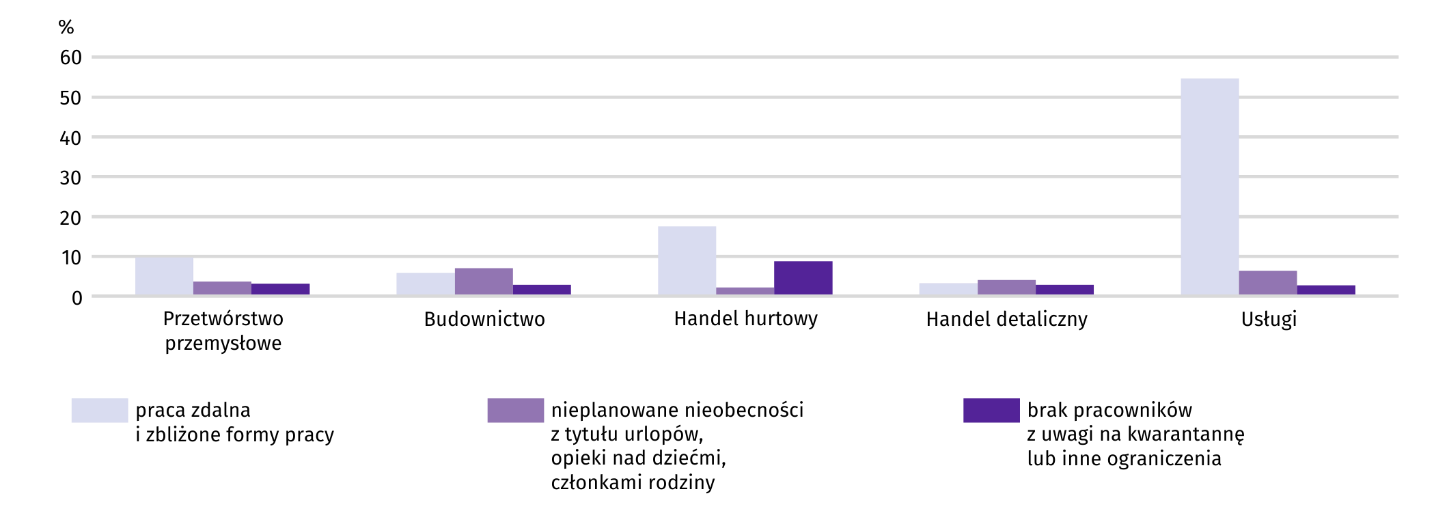 %
60
50
40
30
20
10
0
Przetwórstwo
przemysłowe
Budownictwo
Handel hurtowy
Handel detaliczny
Usługi
praca zdalna
i zbliżone formy pracy
nieplanowane nieobecności
z tytułu urlopów,
opieki nad dziećmi,
członkami rodziny
brak pracowników
z uwagi na kwarantannę
lub inne ograniczenia